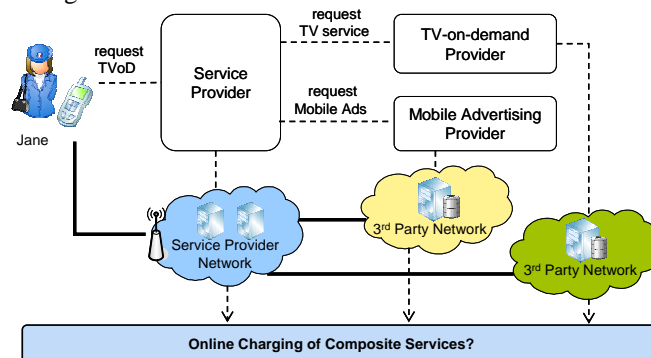 request
TVoD
Service
Provider
request
TV service
TV-on-demand
Provider
request
Mobile Ads
Mobile Advertising
Provider
Jane
Service Provider
Network
3rd Party Network
3rd Party Network
Online Charging of Composite Services?